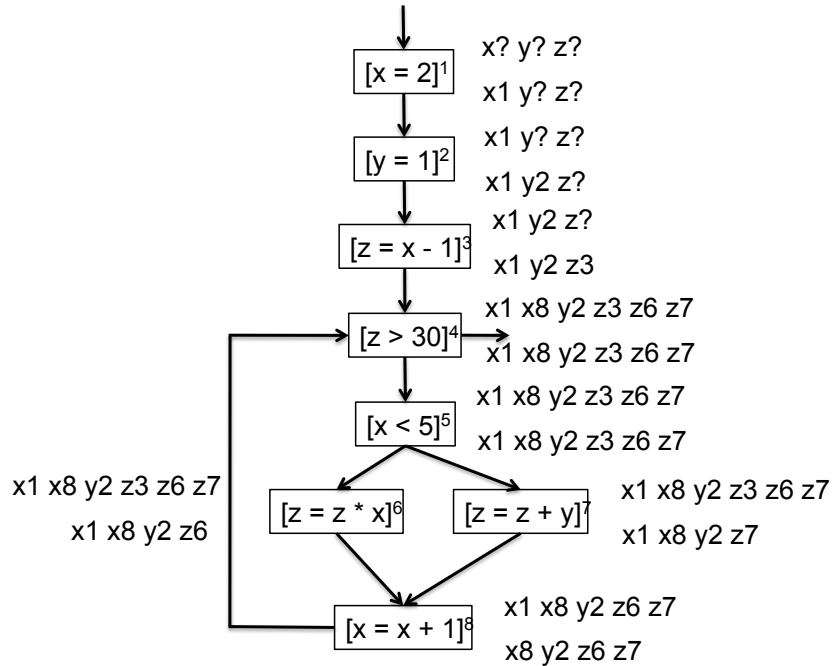 x? y? z?
[x = 2]1
x1 y? z?
x1 y? z?
[y = 1]2
x1 y2 z?
x1 y2 z?
[z = x - 1]3
x1 y2 z3
x1 x8 y2 z3 z6 z7
[z > 30]4
x1 x8 y2 z3 z6 z7
x1 x8 y2 z3 z6 z7
[x < 5]5
x1 x8 y2 z3 z6 z7
x1 x8 y2 z3 z6 z7
x1 x8 y2 z6
[z = z * x]6
[z = z + y]7
x1 x8 y2 z3 z6 z7
x1 x8 y2 z7
[x = x + 1]8
x1 x8 y2 z6 z7
x8 y2 z6 z7